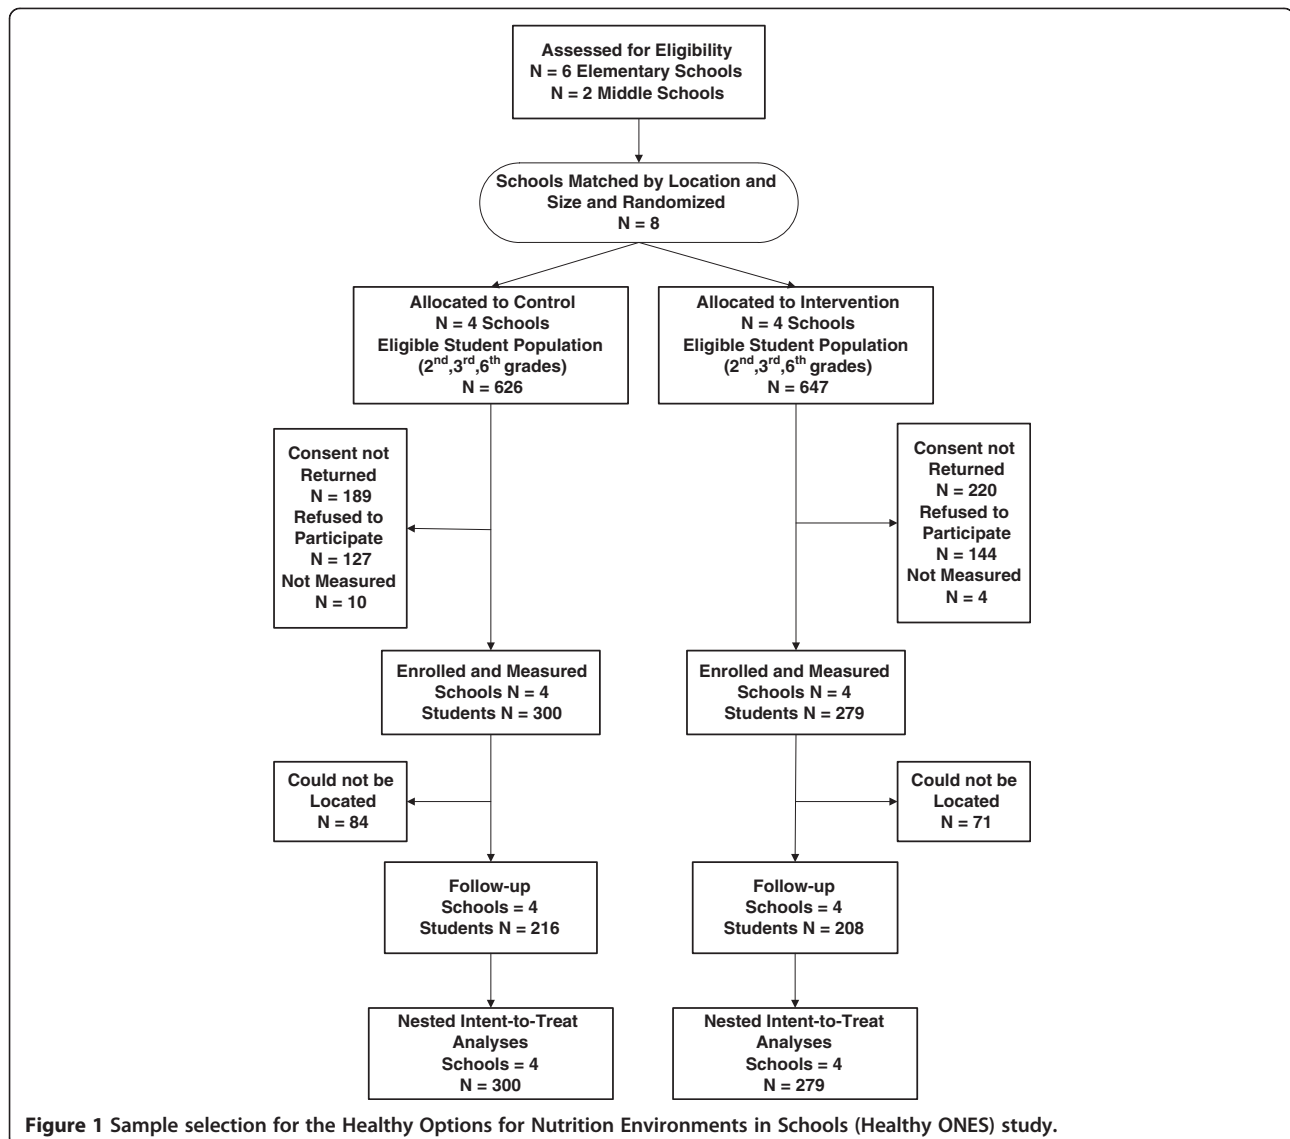 Assessed for Eligibility
N = 6 Elementary Schools
N = 2 Middle Schools
Schools Matched by Location and
Size and Randomized
N = 8
Allocated to Control
N = 4 Schools
Eligible Student Population
(2nd,3rd,6th grades)
N = 626
Allocated to Intervention
N = 4 Schools
Eligible Student Population
(2nd,3rd,6th grades)
N = 647
Consent not
Returned
N = 189
Refused to
Participate
N = 127
Not Measured
N = 10
Consent not
Returned
N = 220
Refused to
Participate
N = 144
Not Measured
N = 4
Enrolled and Measured
Schools N = 4
Students N = 300
Enrolled and Measured
Schools N = 4
Students N = 279
Could not be
Located
N = 84
Could not be
Located
N = 71
Follow-up
Schools = 4
Students N = 216
Follow-up
Schools = 4
Students N = 208
Nested Intent-to-Treat
Analyses
Schools = 4
N = 300
Nested Intent-to-Treat
Analyses
Schools = 4
N = 279
Figure 1 Sample selection for the Healthy Options for Nutrition Environments in Schools (Healthy ONES) study.